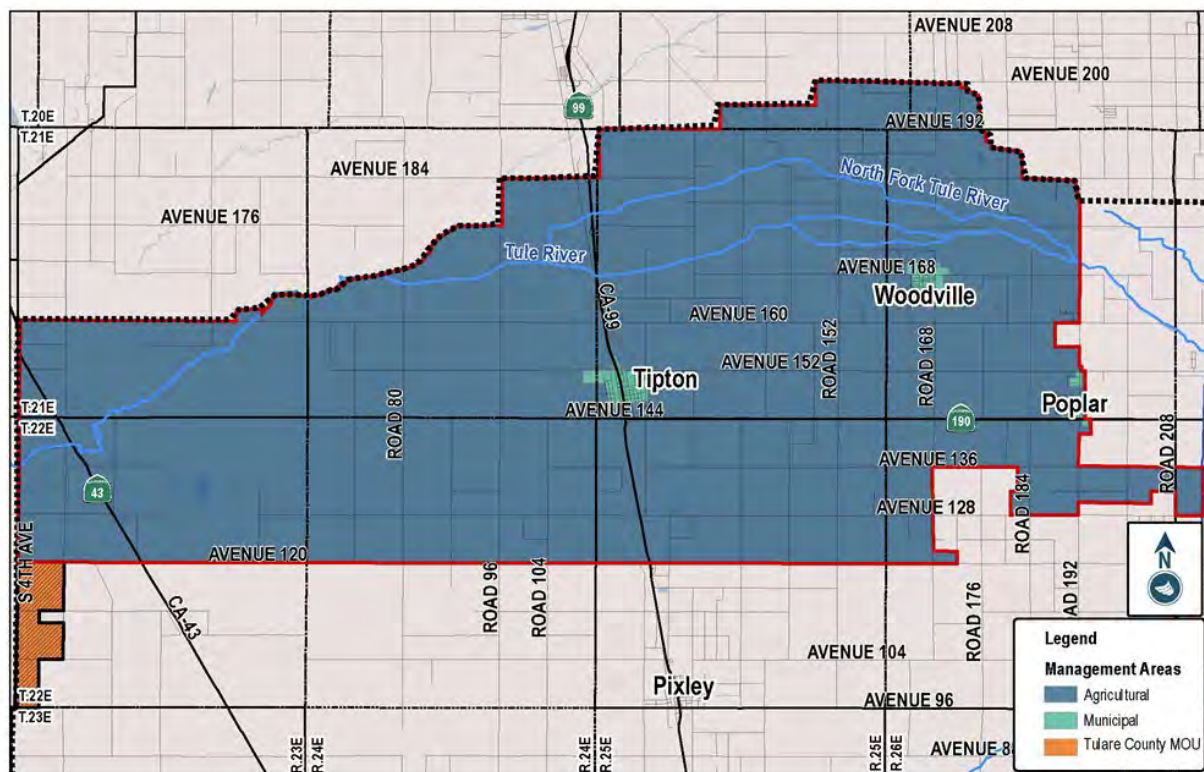 AVENUE 208
AVENUE 200
99
T.20E
T.21E
AVENUE 192
AVENUE 184
North Fork Tule River
AVENUE 176
Tule River
AVENUE 168
Woodville
CA-99
AVENUE 160
ROAD 152
ROAD 168
AVENUE 152
Tipton
ROAD 80
AVENUE 144
Poplar
T.21E
T.22E
190
ROAD 208
AVENUE 136
43
AVENUE 128
ROAD 184
S 4TH AVE
AVENUE 120
N
ROAD 96
ROAD 104
CA-43
ROAD 176
ROAD 192
AVENUE 104
Pixley
T.22E
T.23E
AVENUE 96
R.23E
R.24E
R.24E
R.25E
R.25E
R.26E
Legend
Management Areas
Agricultural
Municipal
Tulare County MOU